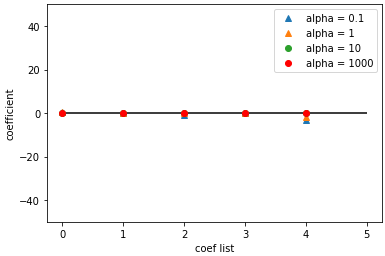 alpha = 0.1
alpha = 1
alpha = 10
alpha = 1000
40
20
0
−20
−40
coefficient
0 1 2 3 4 5
coef list